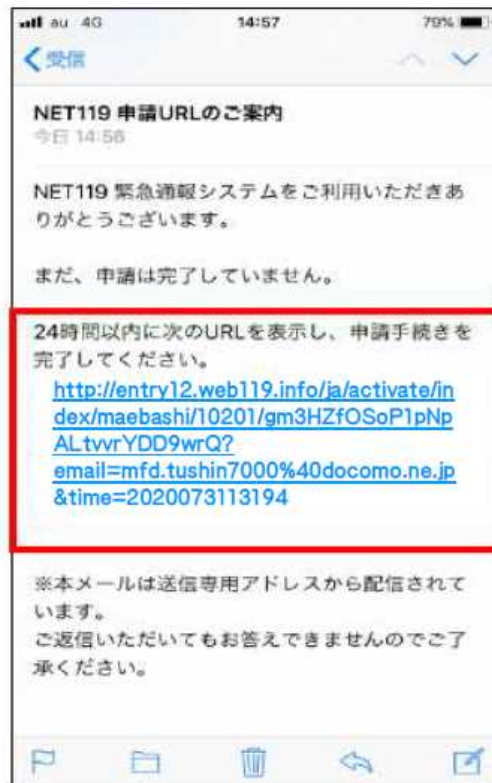 au 4G 14:57 79%
受信
NET119 申請URLのご案内
今日 14:56
NET119 緊急通報システムをご利用いただきあ
りがとうございます。
まだ、申請は完了していません。
24時間以内に次のURLを表示し、申請手続きを
完了してください。
http://entry12.web119.info/ja/activate/in
dex/maebashi/10201/gm3HZfOSoP1pNp
ALtvvrYDD9wrQ?
email=mfd.tushin7000%40docomo.ne.jp
&time=2020073113194
※本メールは送信専用アドレスから配信されて
います。
ご返信いただいてもお答えできませんのでご了
承ください。